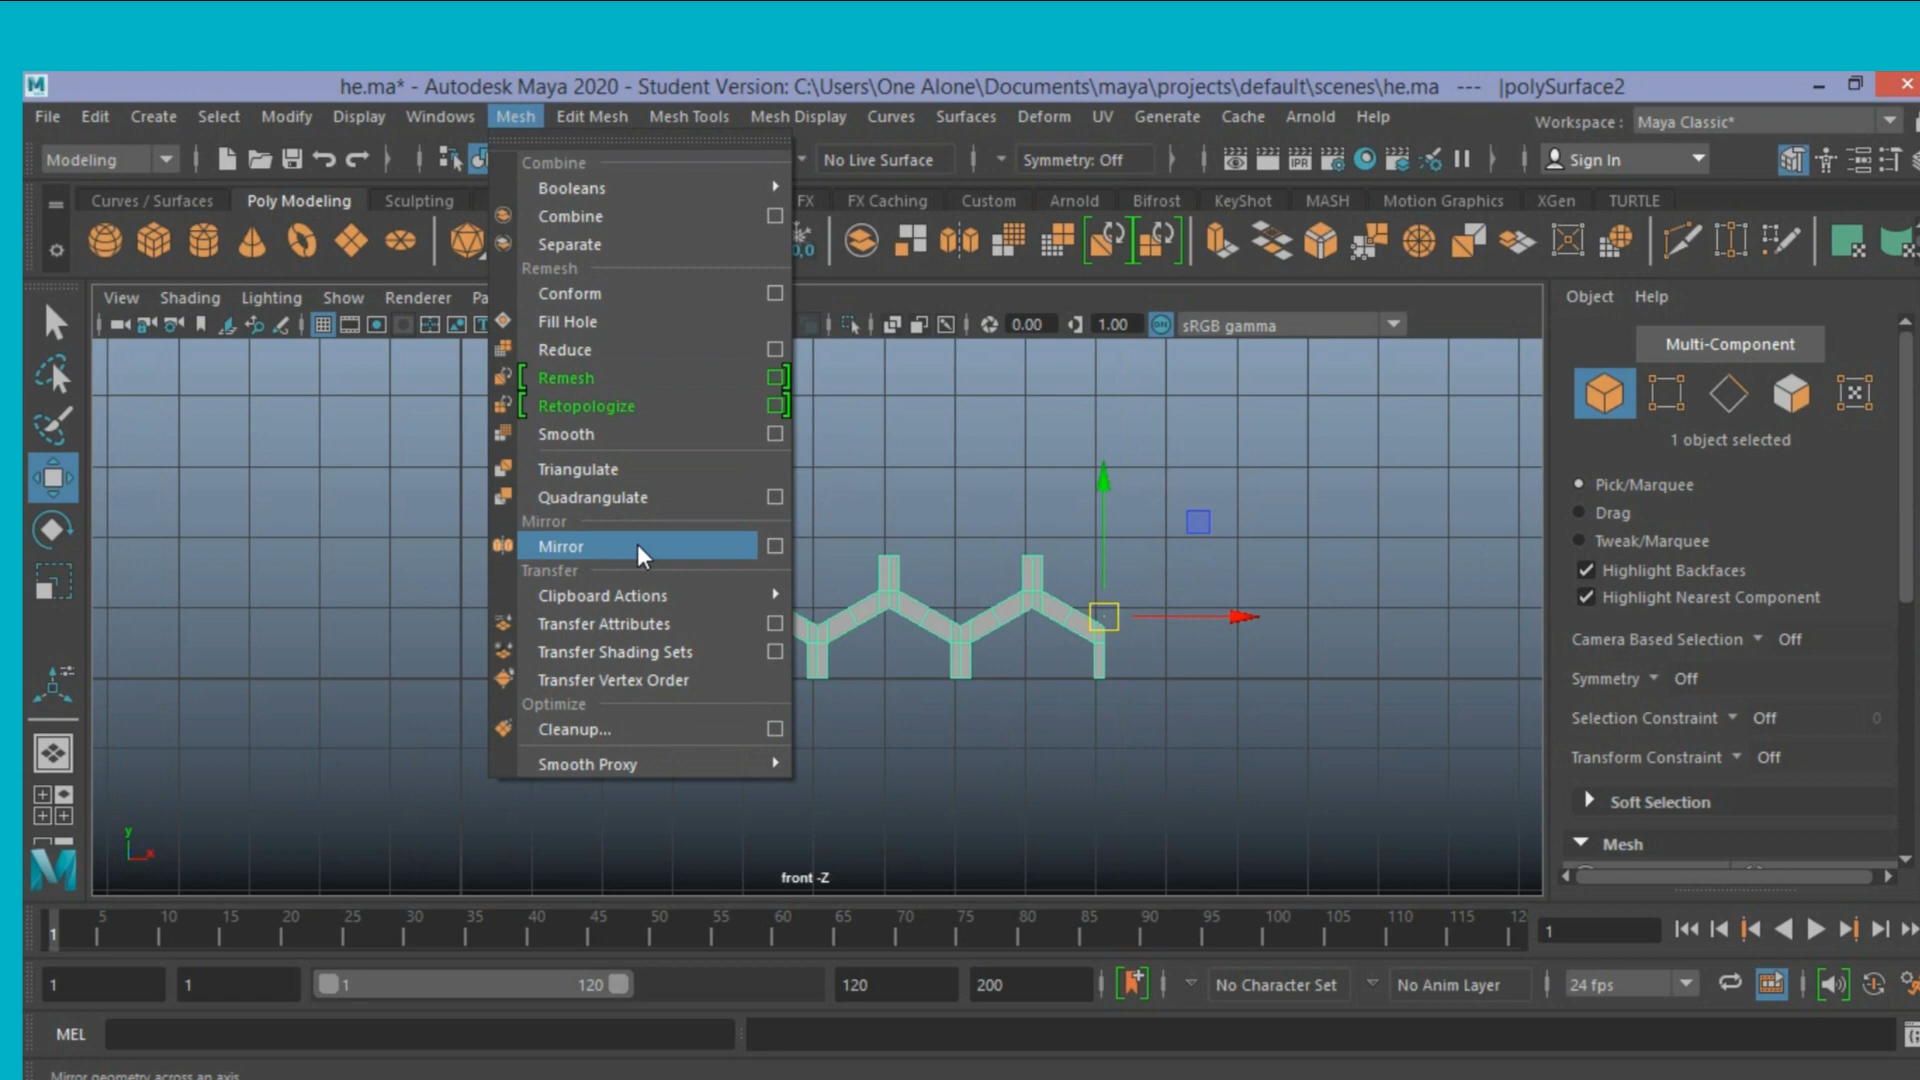 he.ma* - Autodesk Maya 2020 - Student Version: C:\Users\One Alone\Documents\maya\projects\default\scenes\he.ma --- |polySurface2
File Edit Create Select Modify Display Windows Mesh Edit Mesh Mesh Tools Mesh Display Curves Surfaces Deform UV Generate Cache Arnold Help
Workspace : Maya Classic*
Modeling No Live Surface Symmetry: Off IPR Sign In
Curves / Surfaces Poly Modeling Sculpting FX FX Caching Custom Arnold Bifrost KeyShot MASH Motion Graphics XGen TURTLE
Combine
Booleans
Combine
Separate
Remesh
Conform
Fill Hole
Reduce
Remesh
Retopologize
Smooth
Triangulate
Quadrangulate
Mirror
Mirror
Transfer
Clipboard Actions
Transfer Attributes
Transfer Shading Sets
Transfer Vertex Order
Optimize
Cleanup...
Smooth Proxy
View Shading Lighting Show Renderer Pa
0.00 1.00 ON sRGB gamma
y
x
front -Z
Object Help
Multi-Component
1 object selected
Pick/Marquee
Drag
Tweak/Marquee
Highlight Backfaces
Highlight Nearest Component
Camera Based Selection Off
Symmetry Off
Selection Constraint Off 0
Transform Constraint Off
Soft Selection
Mesh
5 10 15 20 25 30 35 40 45 50 55 60 65 70 75 80 85 90 95 100 105 110 115 12
1 1
1 1 1 120 120 200 No Character Set No Anim Layer 24 fps
MEL
Mirror geometry across an axis